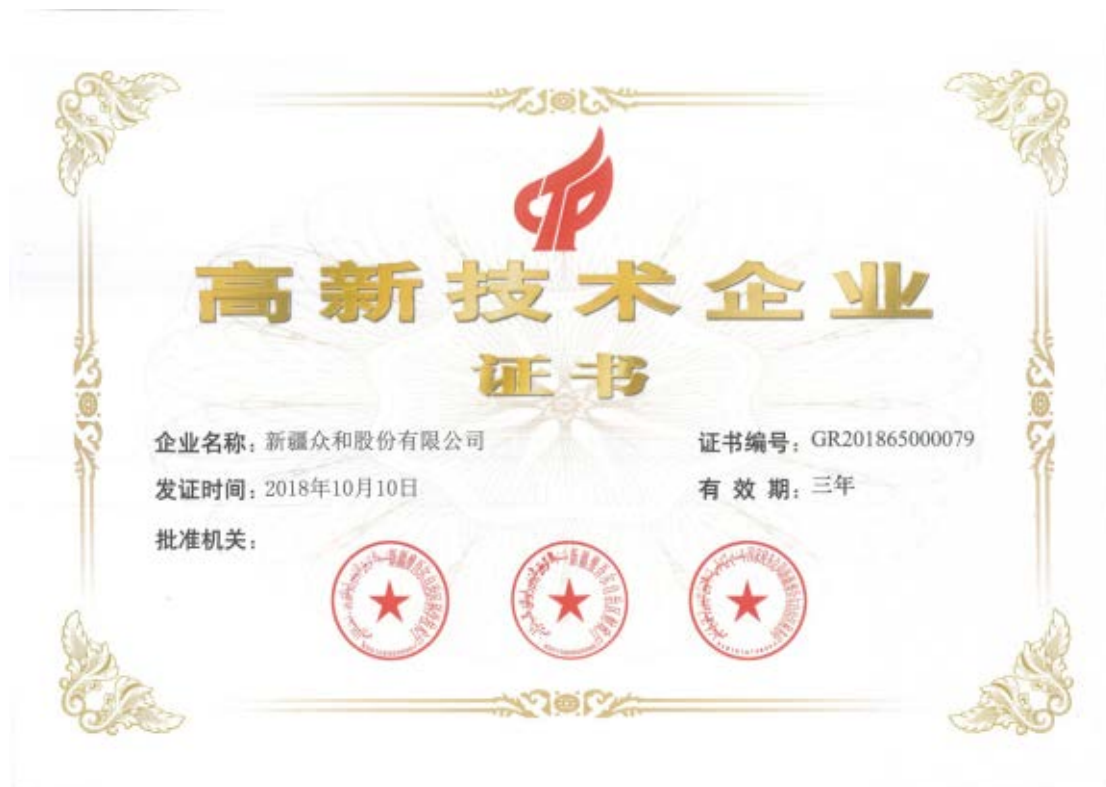 高新技术企业
证书
企业名称：新疆众和股份有限公司
证书编号：GR201865000079
发证时间：2018年10月10日
有 效 期：三年
批准机关：